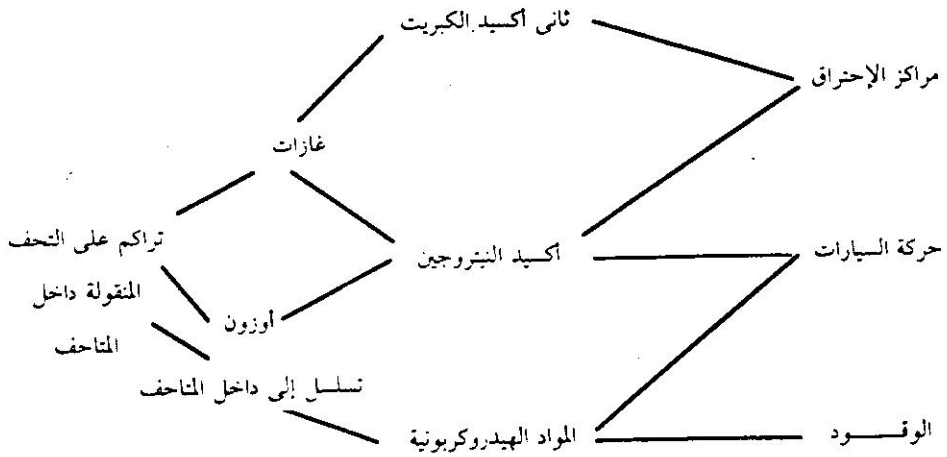 ثانى أكسيد الكبريت
مراكز الإحتراق
غازات
تراكم على التحف
المنقولة داخل
المتاحف
أكسيد النيتروجين
حركة السيارات
أوزون
تسلسل إلى داخل المتاحف
المواد الهيدروكربونية
الوقود